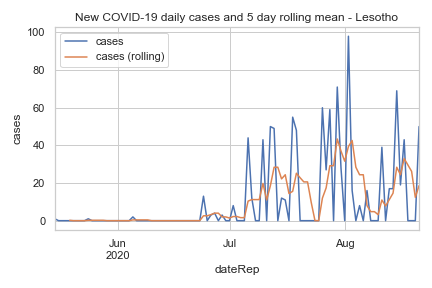 New COVID-19 daily cases and 5 day rolling mean - Lesotho
cases
cases (rolling)
100
80
60
40
20
0
cases
Jun
2020
Jul
Aug
dateRep